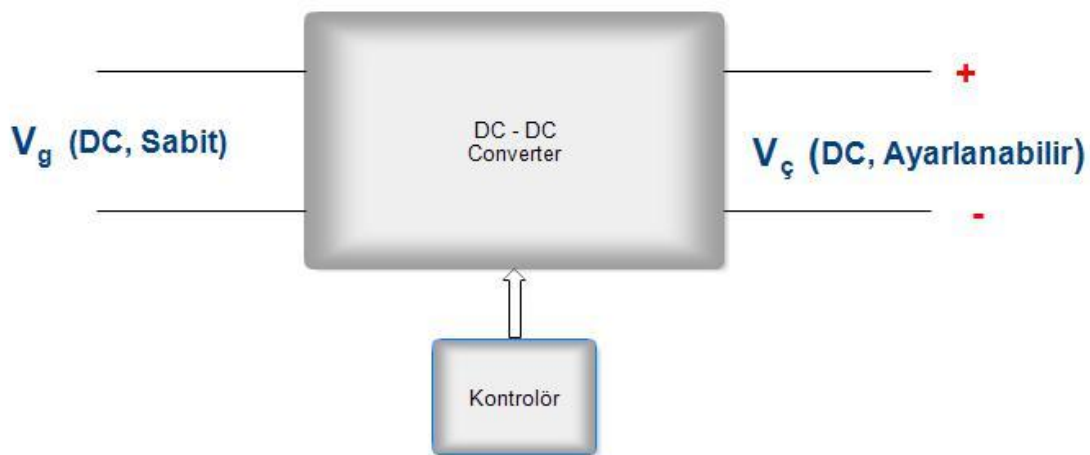 DC - DC
Converter
+
Vg (DC, Sabit)
Vç (DC, Ayarlanabilir)
-
Kontrolör